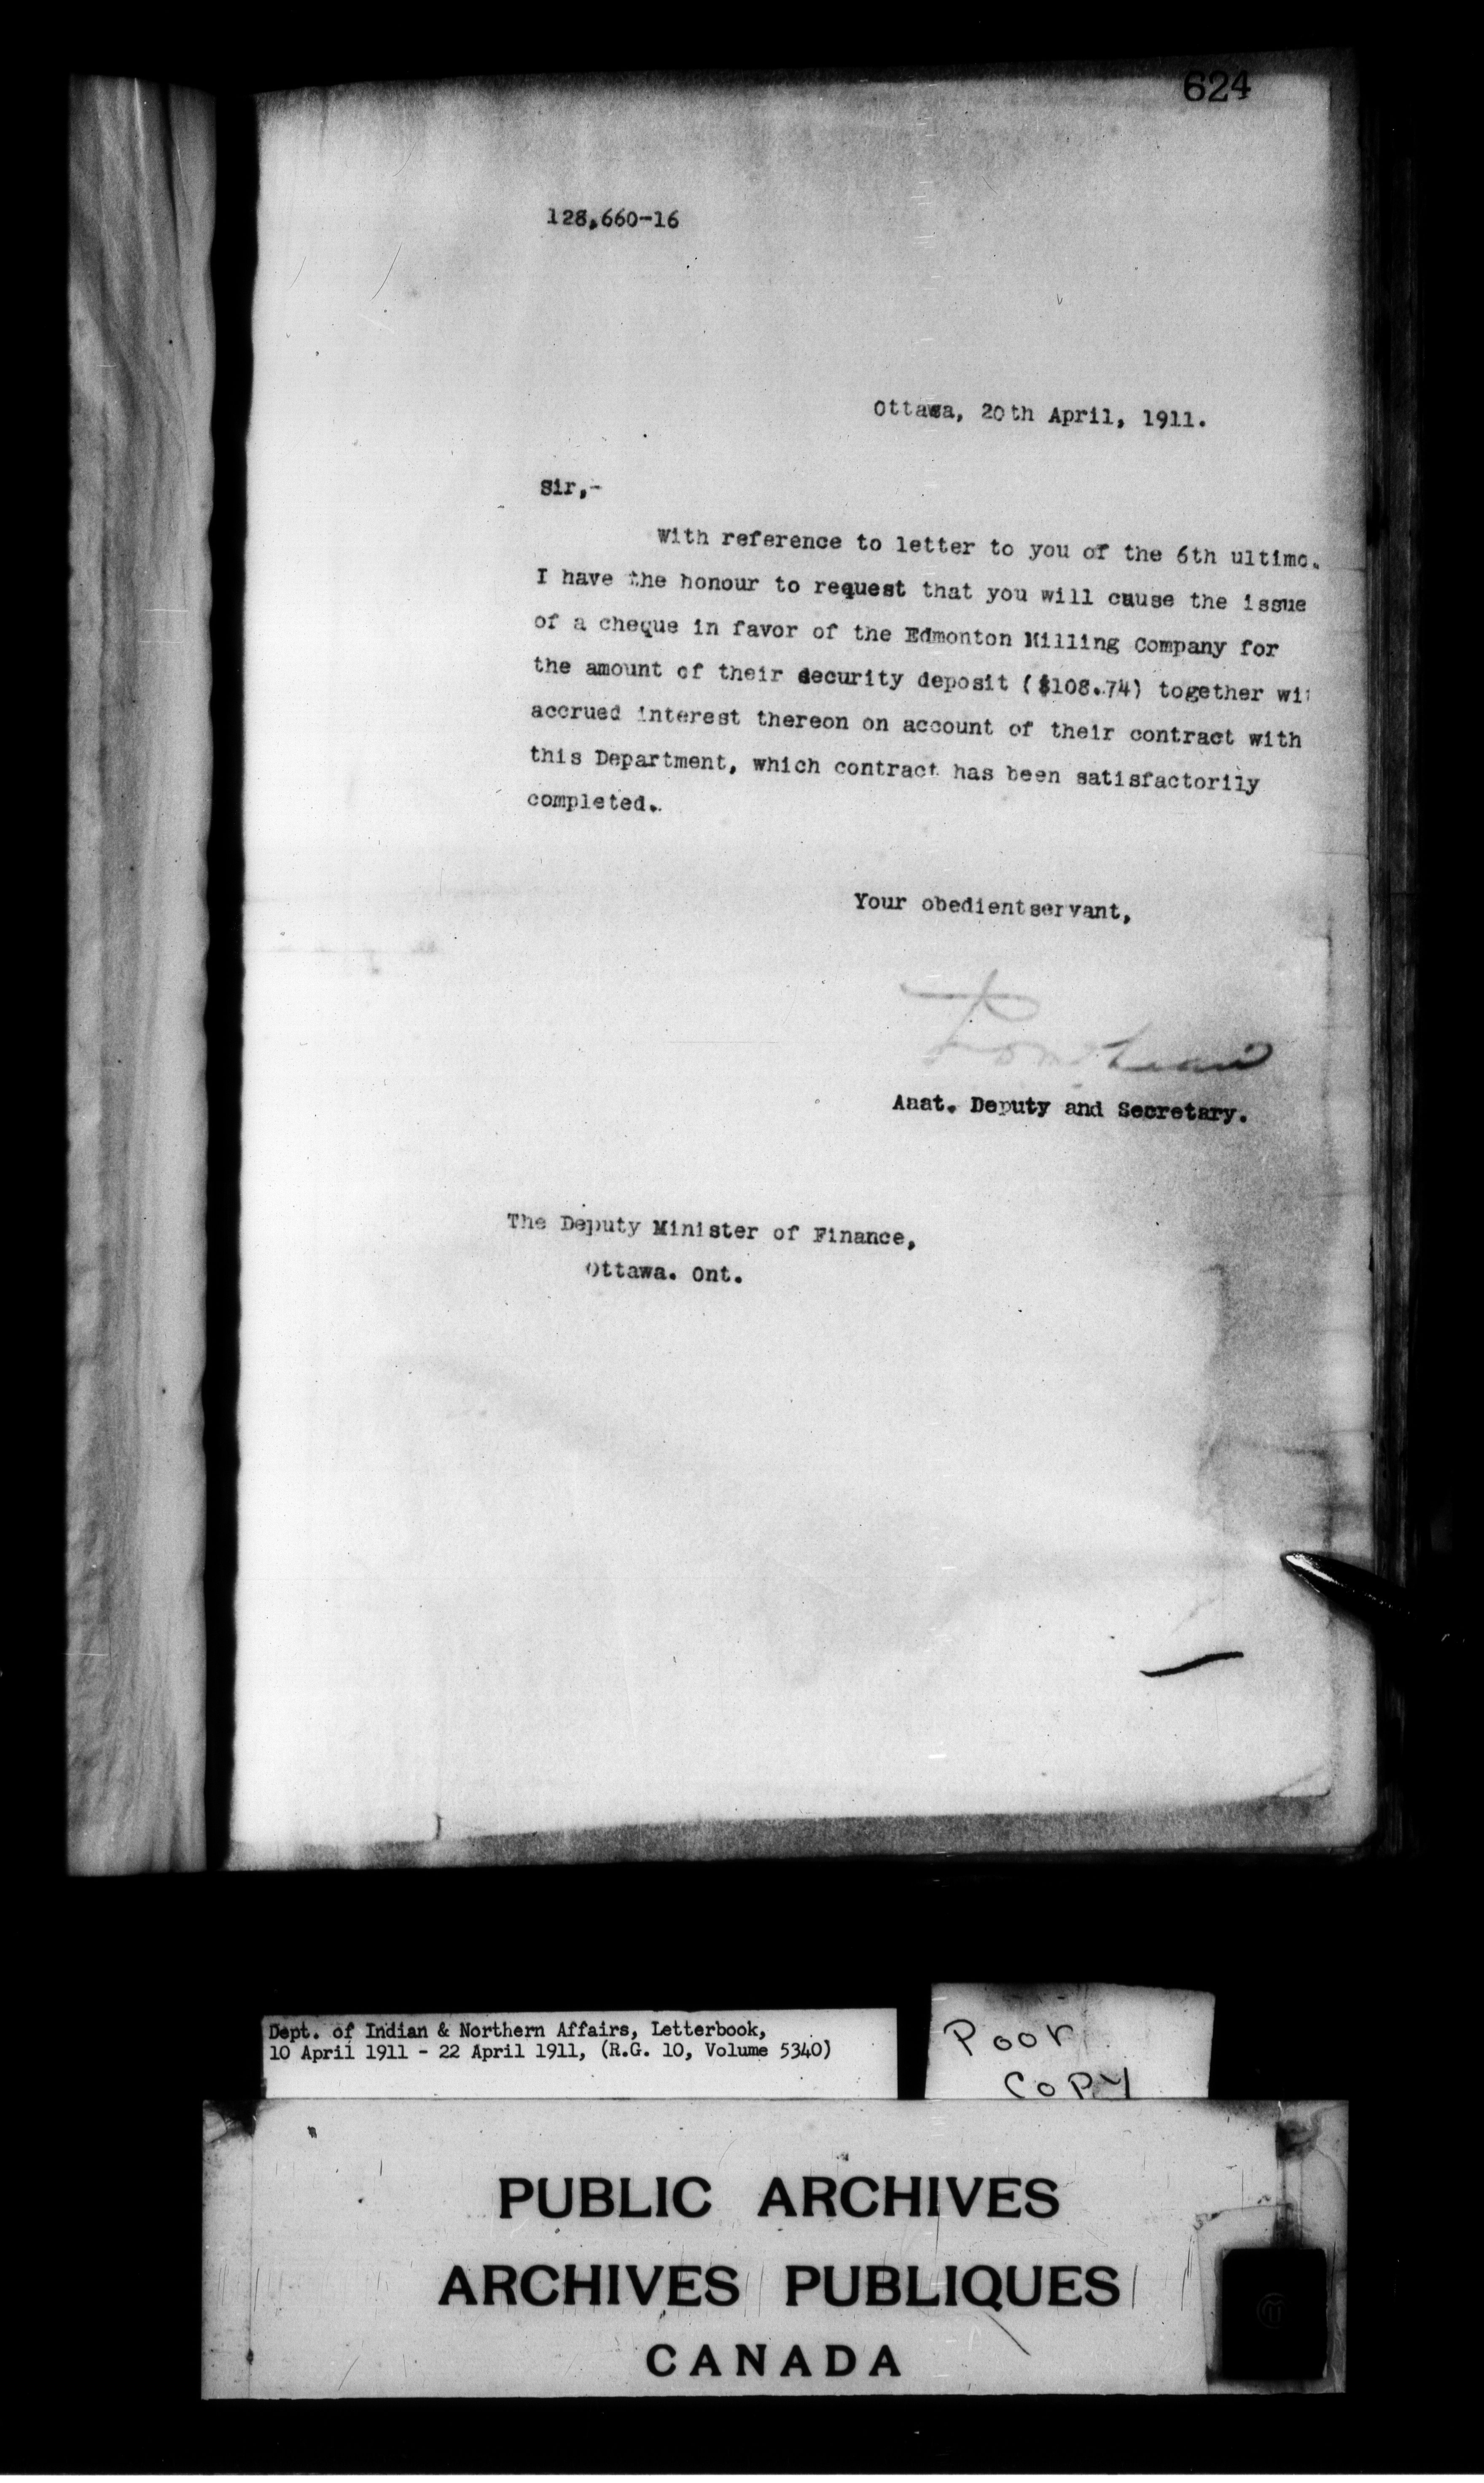 624
128,660-16
Ottawa, 20th April, 1911.
Sir,-
With reference to letter to you of the 6th ultimo.
I have the honour to request that you will cause the issue
of a cheque in favor of the Edmonton Milling Company for
the amount of their security deposit ($108.74) together wi
accrued interest thereon on account of their contract with
this Department, which contract has been satisfactorily
completed.
Your obedient servant,
Asst. Deputy and Secretary.
The Deputy Minister of Finance,
Ottawa. Ont.
Dept. of Indian & Northern Affairs, Letterbook,
10 April 1911 - 22 April 1911, (R.G. 10, Volume 5340)
Poor
COPY
PUBLIC ARCHIVES
ARCHIVES PUBLIQUES
CANADA